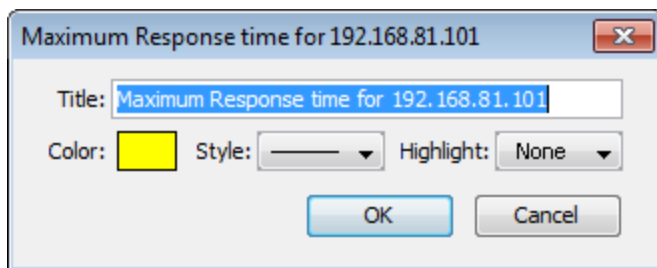 Maximum Response time for 192.168.81.101
Title: Maximum Response time for 192.168.81.101
Color: Style: Highlight: None
OK Cancel